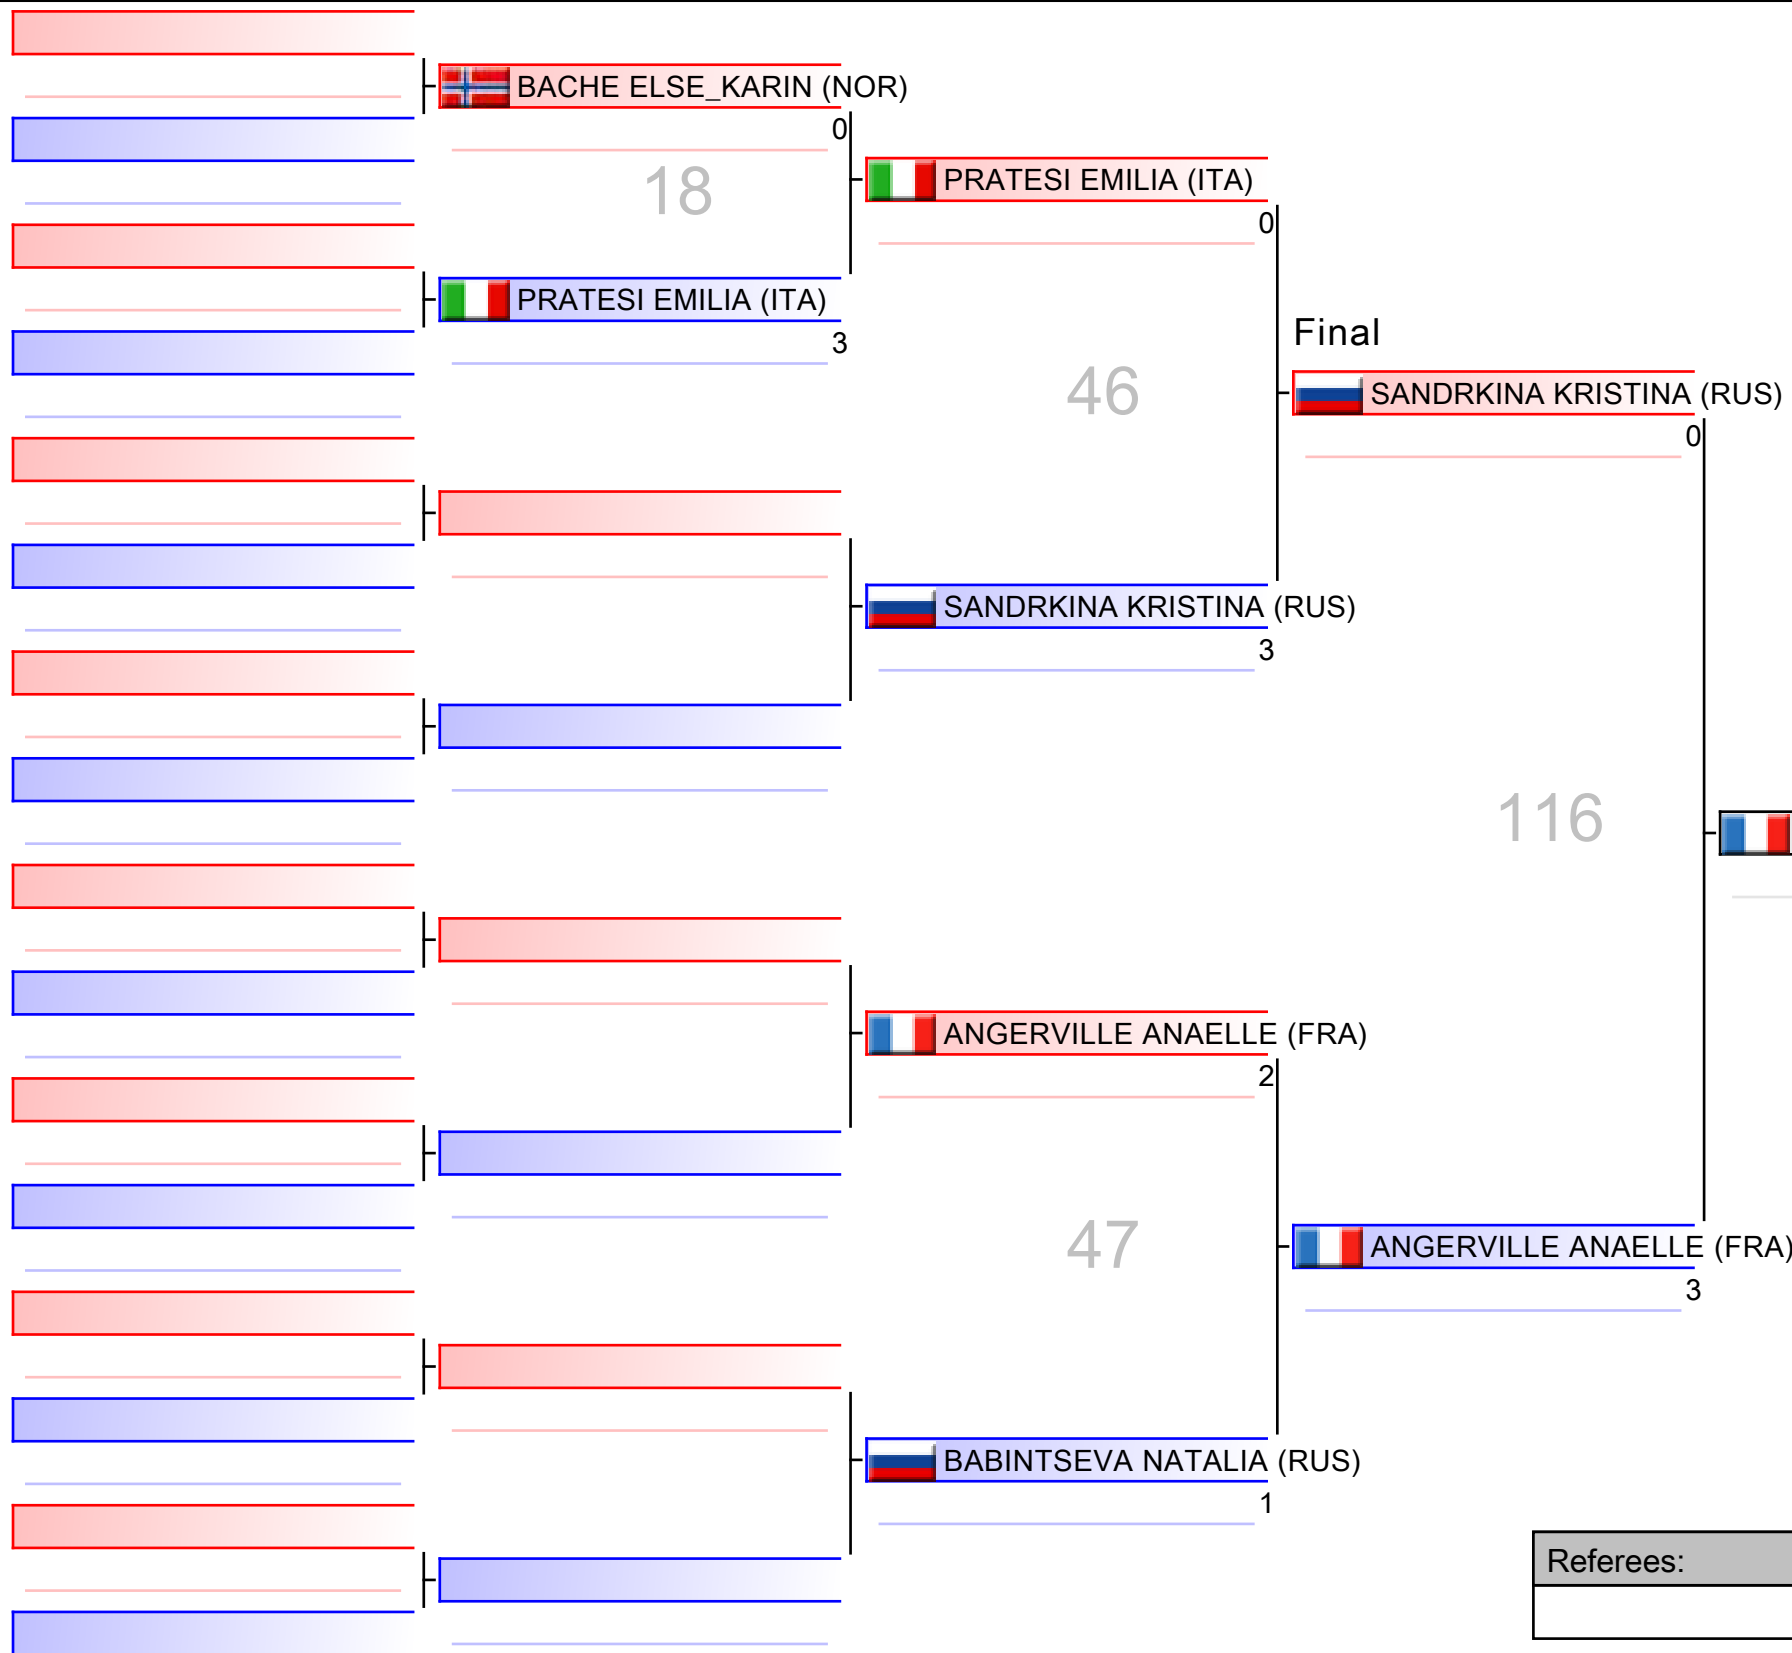 BACHE ELSE_KARIN (NOR)
0
18
PRATESI EMILIA (ITA)
3
PRATESI EMILIA (ITA)
0
46
SANDRKINA KRISTINA (RUS)
3
Final
SANDRKINA KRISTINA (RUS)
0
116
ANGERVILLE ANAELLE (FRA)
2
47
BABINTSEVA NATALIA (RUS)
1
ANGERVILLE ANAELLE (FRA)
3
Referees: